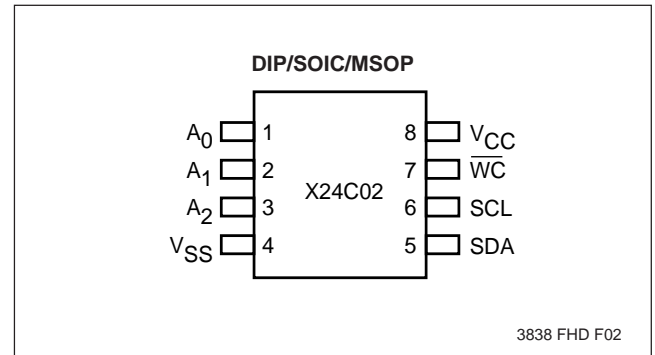 DIP/SOIC/MSOP
A0 1 8 VCC
A1 2 7 W̅C̅
X24C02
A2 3 6 SCL
VSS 4 5 SDA
3838 FHD F02